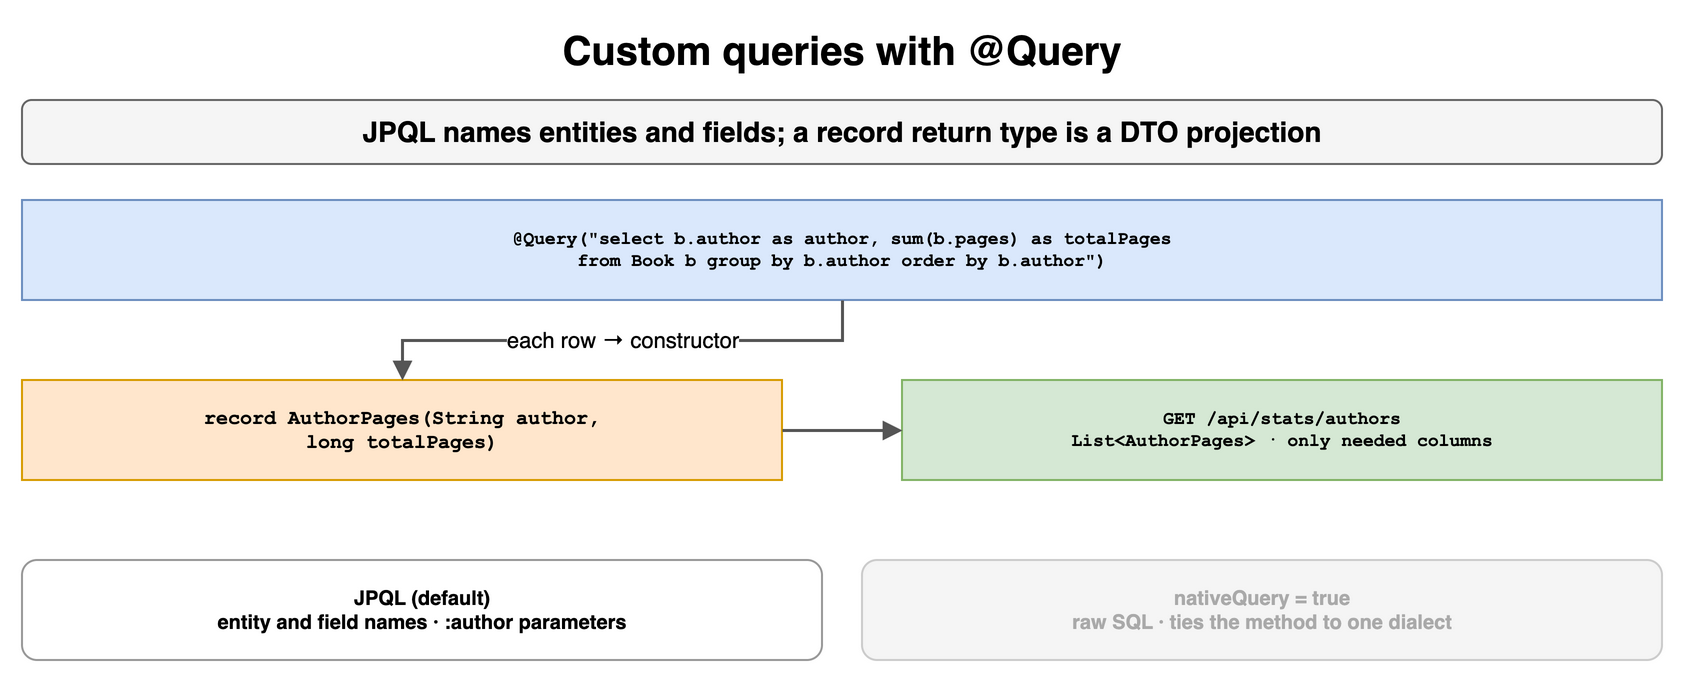 Custom queries with @Query
JPQL names entities and fields; a record return type is a DTO projection
@Query("select b.author as author, sum(b.pages) as totalPages
from Book b group by b.author order by b.author")
each row → constructor
record AuthorPages(String author,
long totalPages)
GET /api/stats/authors
List<AuthorPages> · only needed columns
JPQL (default)
entity and field names · :author parameters
nativeQuery = true
raw SQL · ties the method to one dialect